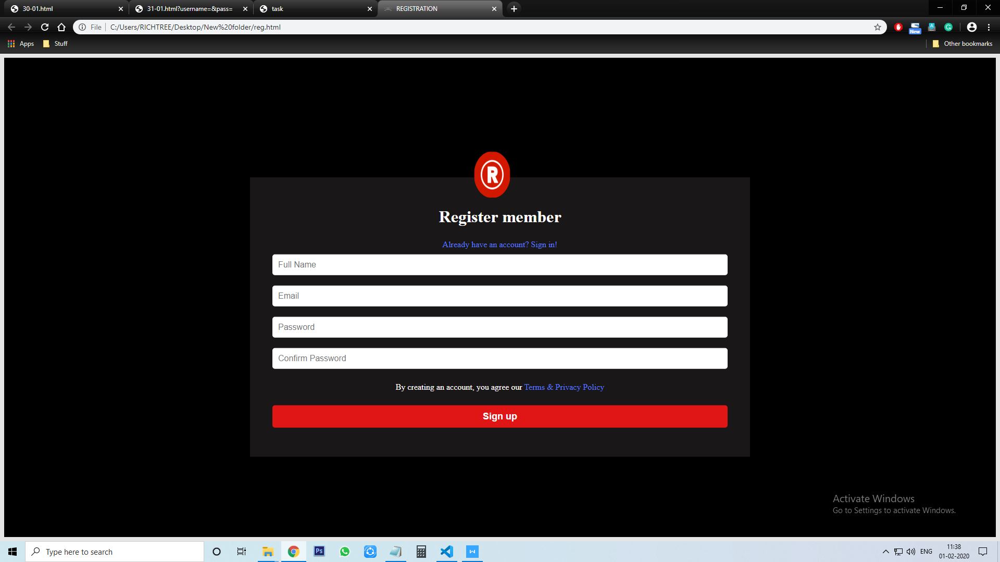 30-01.html
31-01.html?username=&pass=
task
REGISTRATION
File
C:/Users/RICHTREE/Desktop/New%20folder/reg.html
New
Apps
Stuff
Other bookmarks
R
Register member
Already have an account? Sign in!
Full Name
Email
Password
Confirm Password
By creating an account, you agree our Terms & Privacy Policy
Sign up
Activate Windows
Go to Settings to activate Windows.
Type here to search
Ps
W
ENG
11:38
01-02-2020